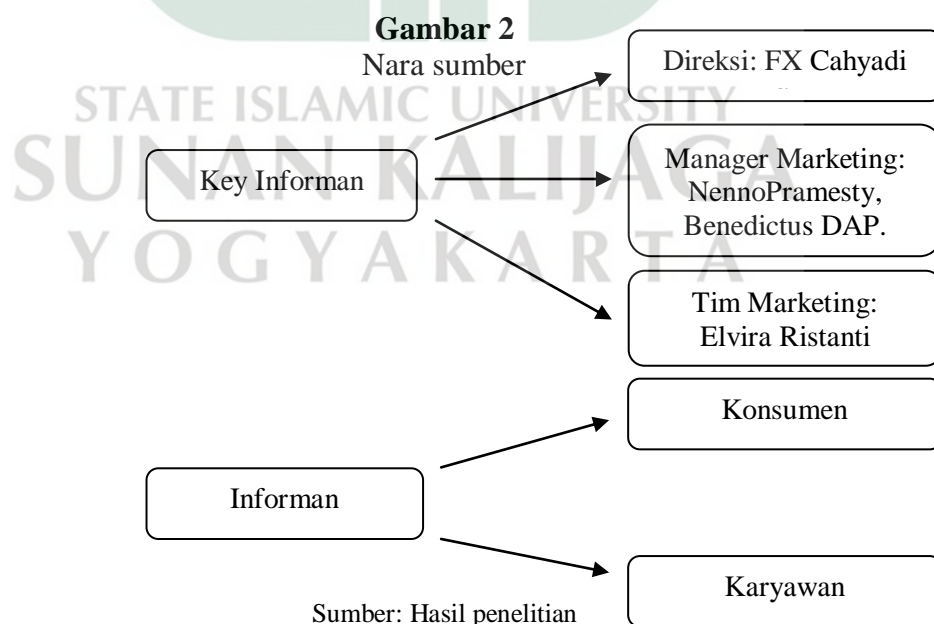 Gambar 2
Nara sumber
STATE ISLAMIC UNIVERSITY
SUNAN KALIJAGA
YOGYAKARTA
Key Informan
Direksi: FX Cahyadi
Manager Marketing:
NennoPramesty,
Benedictus DAP.
Tim Marketing:
Elvira Ristanti
Informan
Konsumen
Karyawan
Sumber: Hasil penelitian